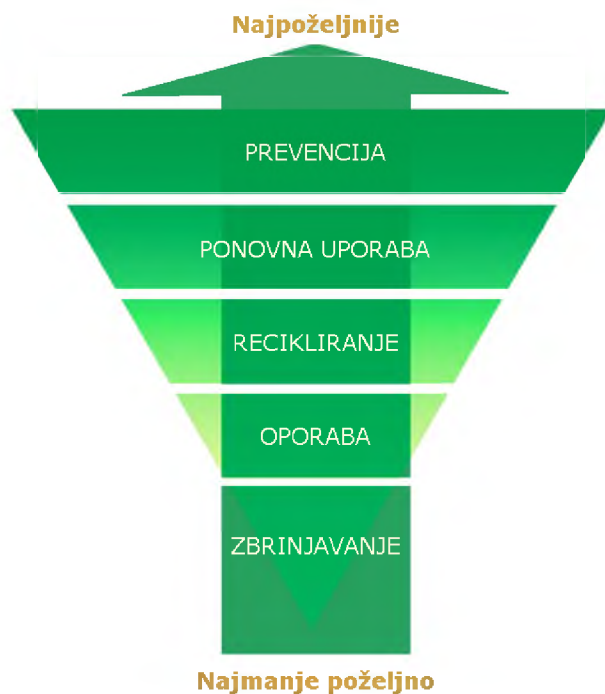 Najpoželjnije
PREVENCIJA
PONOVNA UPORABA
RECIKLIRANJE
OPORABA
ZBRINJAVANJE
Najmanje poželjno